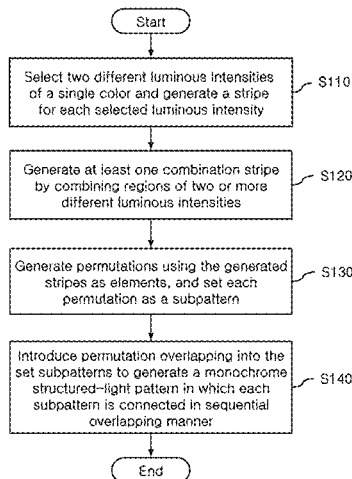 Start
Select two different luminous intensities
of a single color and generate a stripe
for each selected luminous intensity
S110
Generate at least one combination stripe
by combining regions of two or more
different luminous intensities
S120
Generate permutations using the generated
stripes as elements, and set each
permutation as a subpattern
S130
Introduce permutation overlapping into the
set subpatterns to generate a monochrome
structured-light pattern in which each
subpattern is connected in sequential
overlapping manner
S140
End